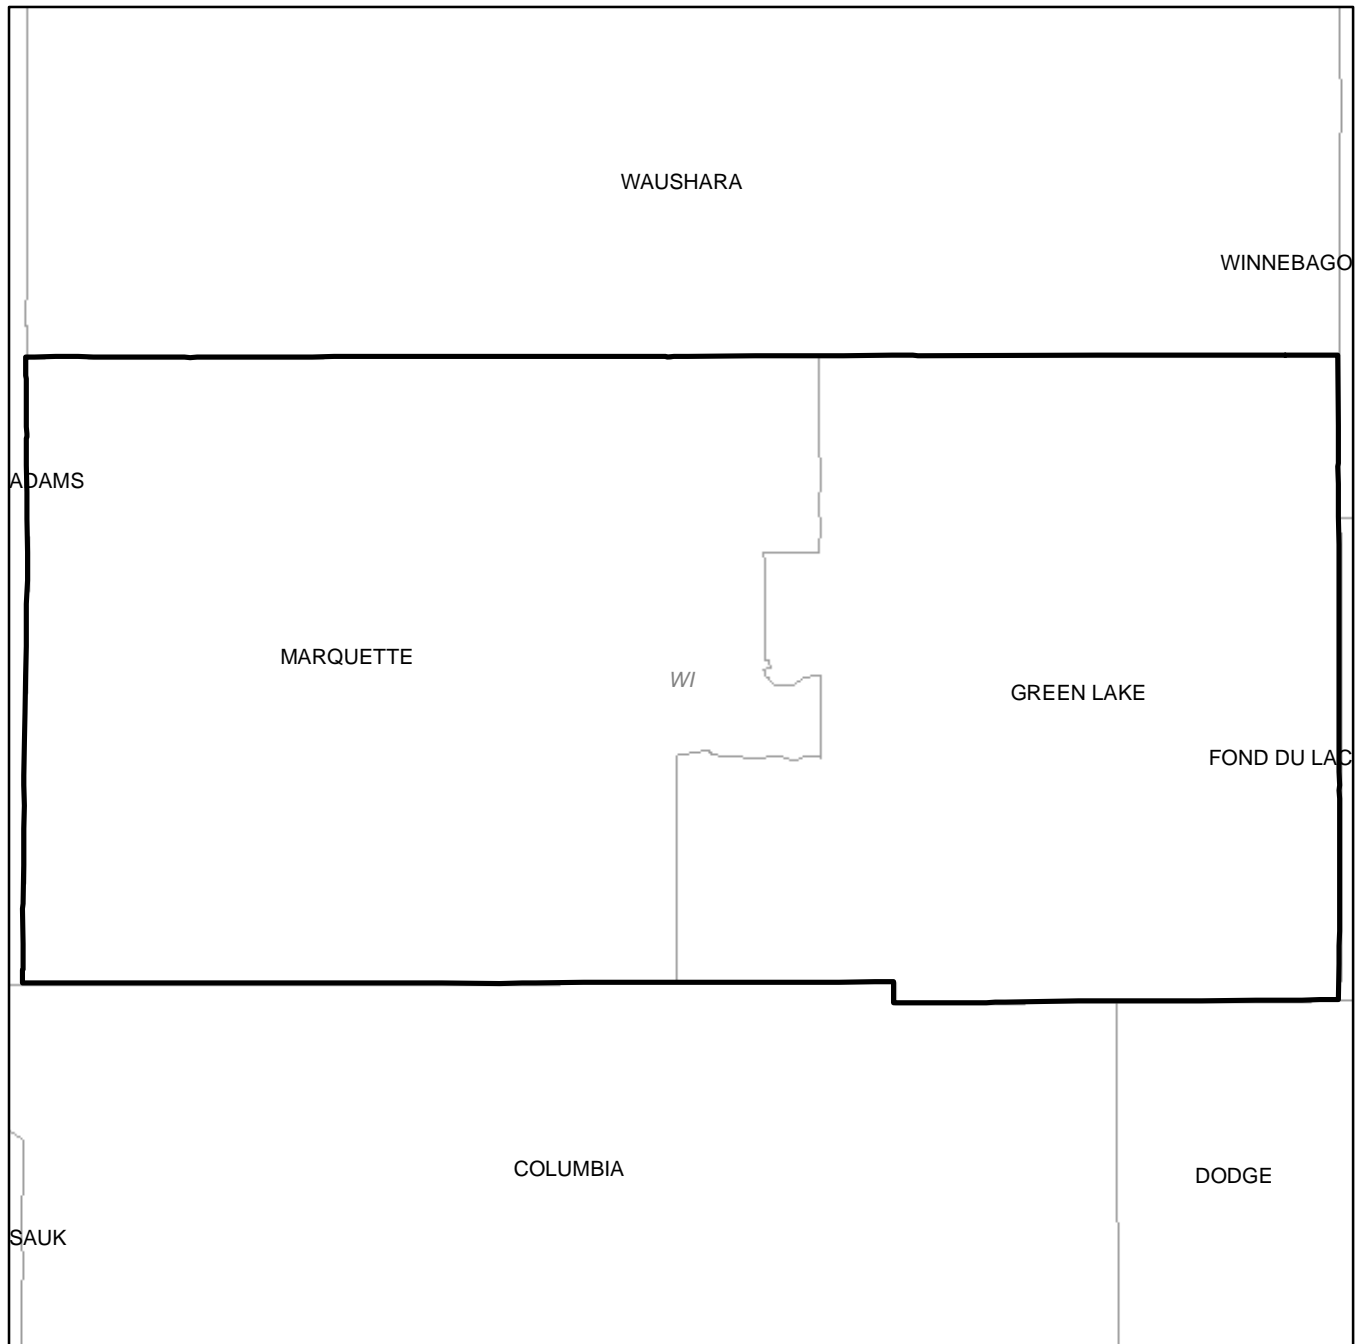 WAUSHARA
WINNEBAGO
ADAMS
MARQUETTE
WI
GREEN LAKE
FOND DU LAC
COLUMBIA
DODGE
SAUK